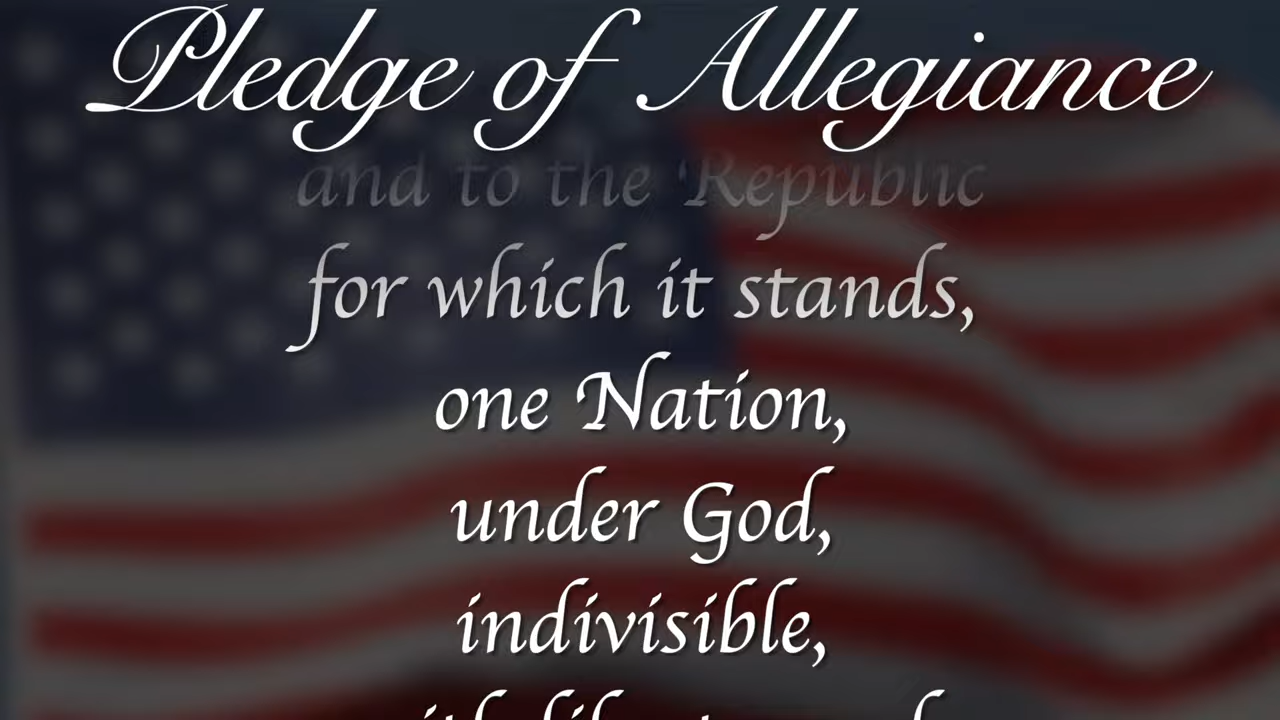 Pledge of Allegiance
and to the Republic
for which it stands,
one Nation,
under God,
indivisible,